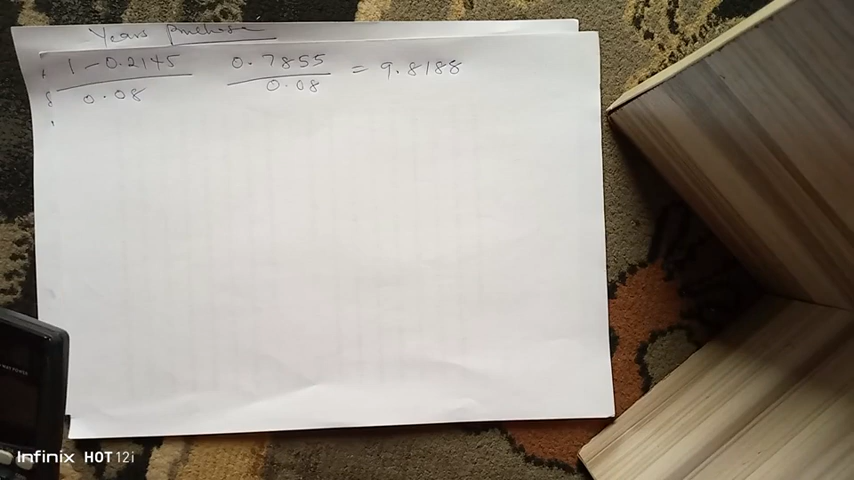 Years Purchase
1 - 0.2145 0.7855 = 9.8188
0.08 0.08
Infinix HOT 12i